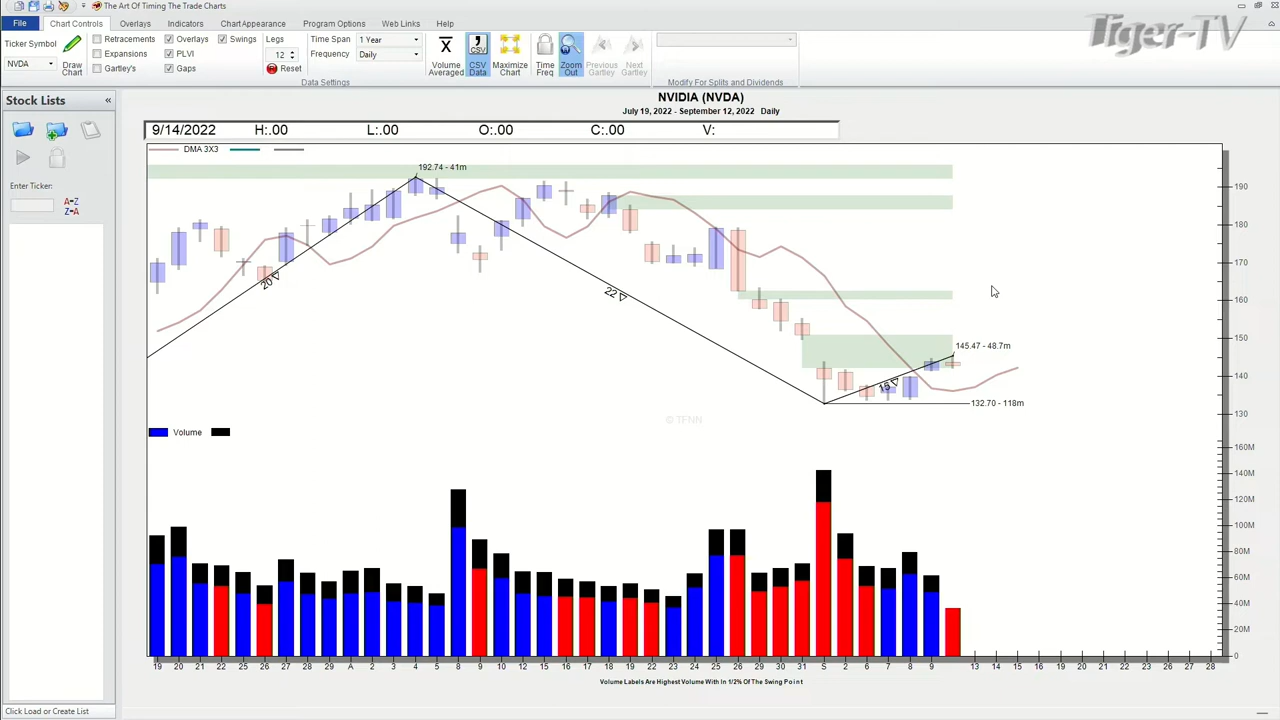 The Art Of Timing The Trade Charts
Tiger-TV
File Chart Controls Overlays Indicators Chart Appearance Program Options Web Links Help
Ticker Symbol
NVDA
Draw Chart
Retracements Overlays Swings
Expansions PLVI
Gartley's Gaps
Legs
12
Reset
Time Span 1 Year
Frequency Daily
Data Settings
Volume Averaged
CSV CSV Data
Maximize Chart
Time Freq
Zoom Out
Previous Gartley
Next Gartley
Modify For Splits and Dividends
Stock Lists «
Enter Ticker:
A-Z
Z-A
Click Load or Create List
NVIDIA (NVDA)
July 19, 2022 - September 12, 2022 Daily
9/14/2022 H:.00 L:.00 O:.00 C:.00 V:
DMA 3X3
192.74 - 41m
20
22
15
145.47 - 48.7m
132.70 - 118m
© TFNN
190
180
170
160
150
140
130
Volume
160M
140M
120M
100M
80M
60M
40M
20M
0
19 20 21 22 25 26 27 28 29 A 2 3 4 5 8 9 10 11 12 15 16 17 18 19 22 23 24 25 26 29 30 31 S 2 6 7 8 9 13 14 15 16 19 20 21 22 23 26 27 28
Volume Labels Are Highest Volume With In 1/2% Of The Swing Point